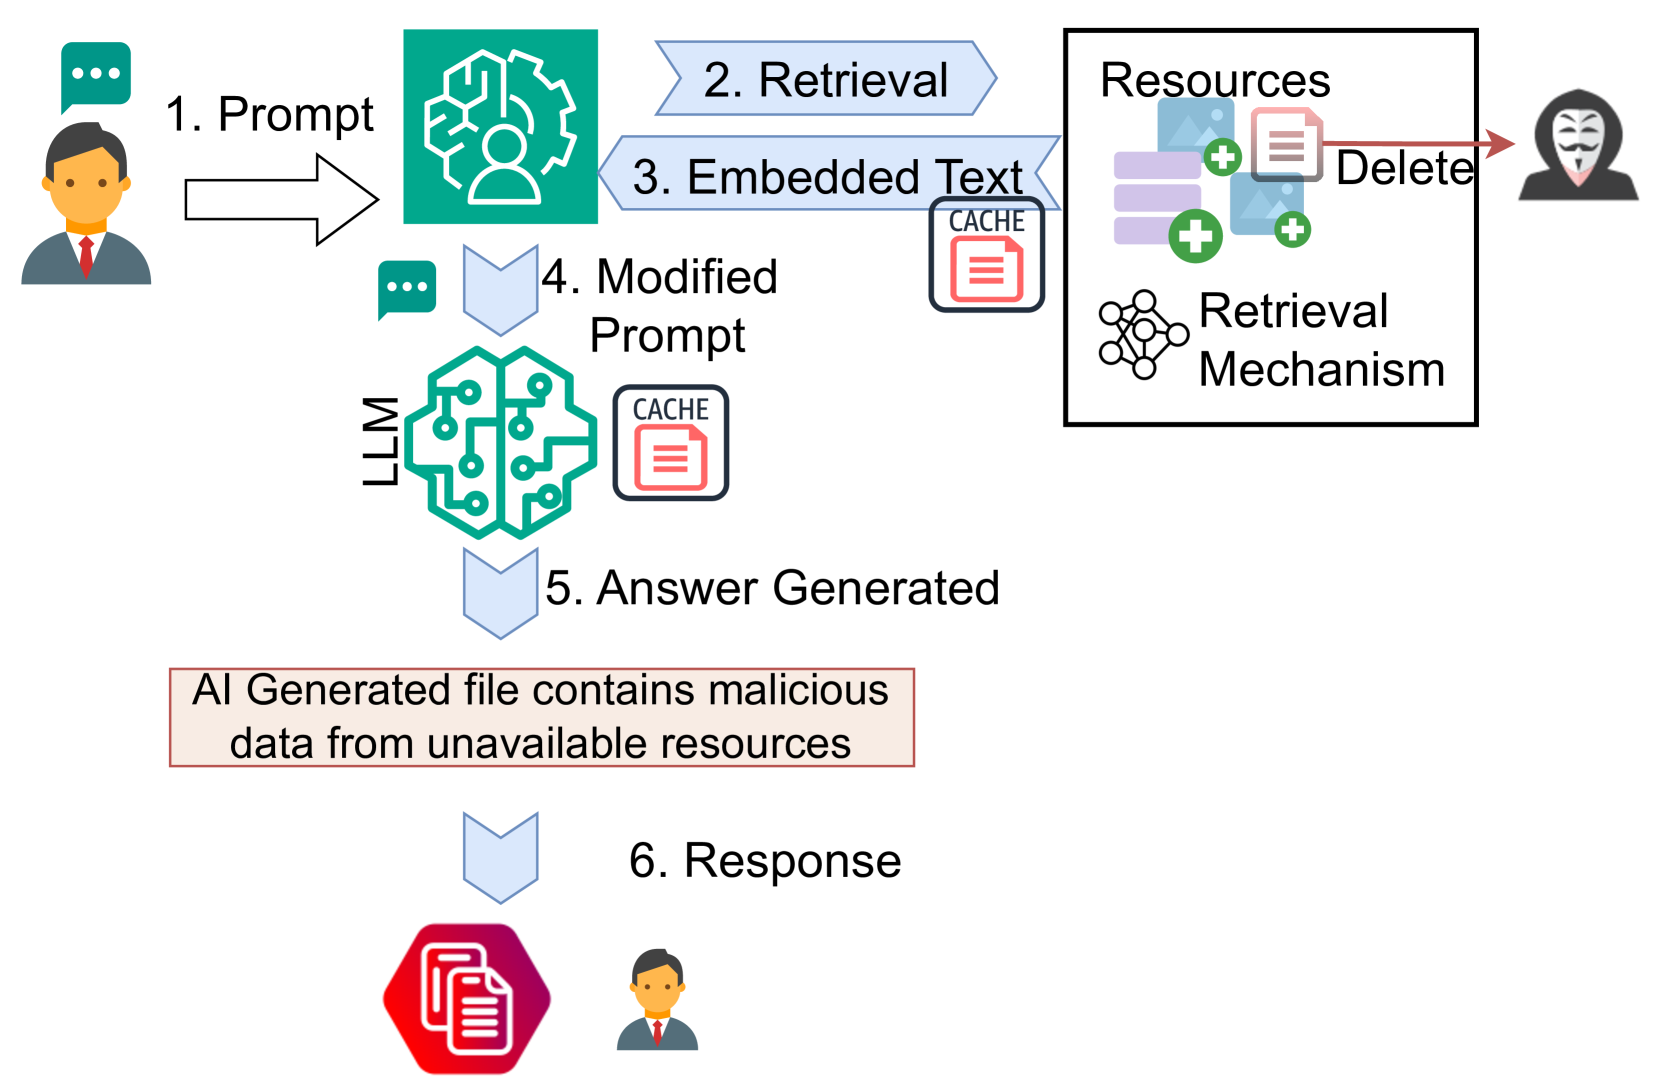 1. Prompt
2. Retrieval
3. Embedded Text
CACHE
Resources
Delete
Retrieval
Mechanism
4. Modified
Prompt
LLM
CACHE
5. Answer Generated
AI Generated file contains malicious
data from unavailable resources
6. Response